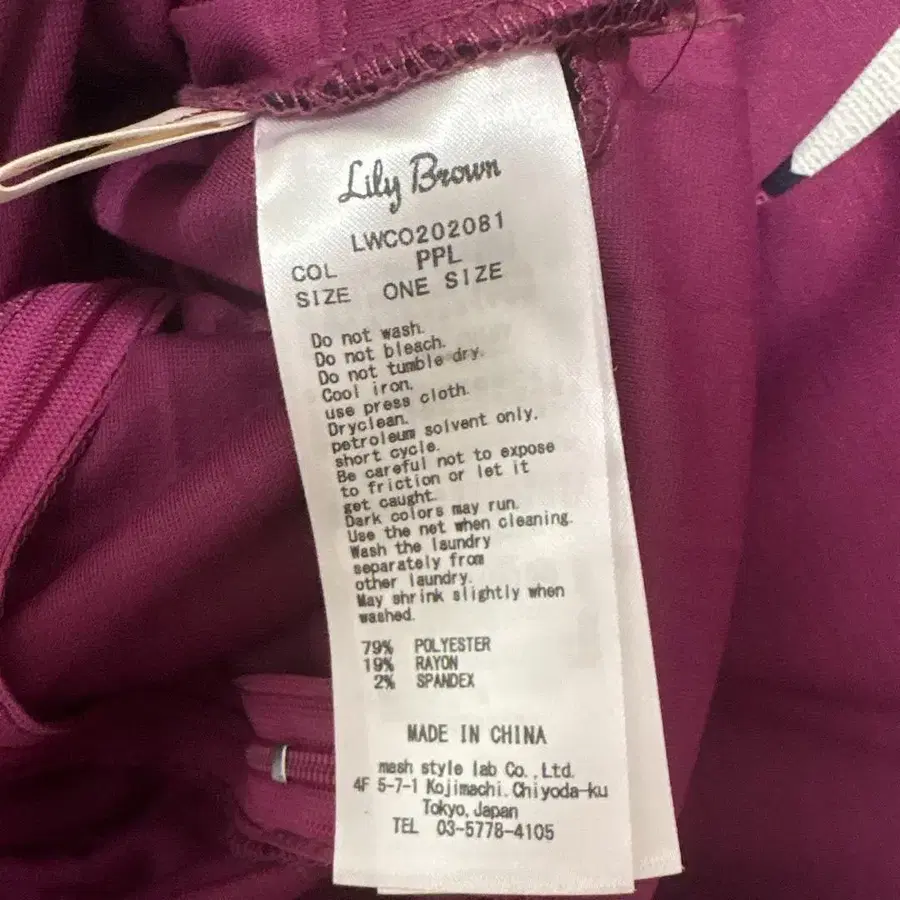 Lily Brown
LWCO202081
COL PPL
SIZE ONE SIZE
Do not wash.
Do not bleach.
Do not tumble dry.
Cool iron.
use press cloth.
Dryclean.
petroleum solvent only.
short cycle.
Be careful not to expose
to friction or let it
get caught.
Dark colors may run.
Use the net when cleaning.
Wash the laundry
separately from
other laundry.
May shrink slightly when
washed.
79% POLYESTER
19% RAYON
2% SPANDEX
MADE IN CHINA
mash style lab Co.,Ltd.
4F 5-7-1 Kojimachi.Chiyoda-ku
Tokyo,Japan
TEL 03-5778-4105